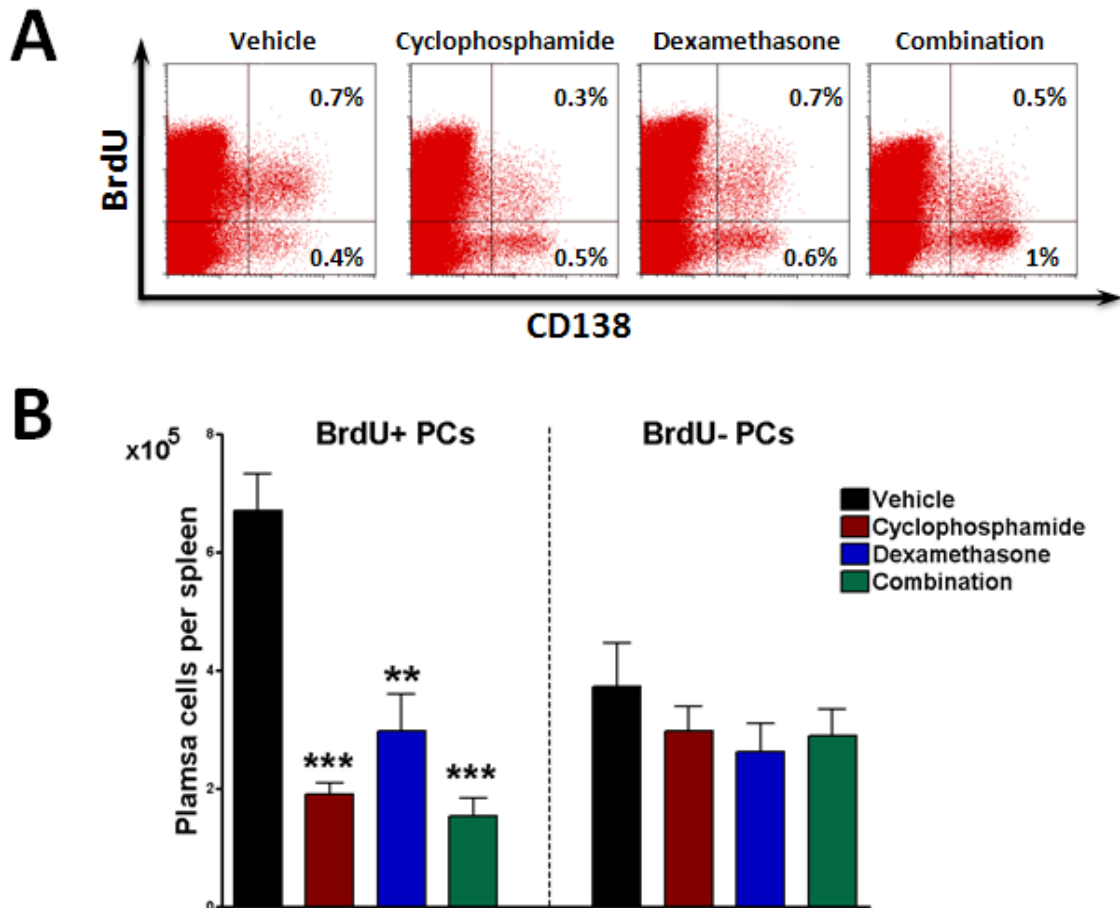 A
Vehicle Cyclophosphamide Dexamethasone Combination
0.7% 0.3% 0.7% 0.5%
BrdU
0.4% 0.5% 0.6% 1%
CD138
B
x10⁵
BrdU+ PCs BrdU- PCs
8
6
4
2
0
Plamsa cells per spleen
*** ** ***
Vehicle
Cyclophosphamide
Dexamethasone
Combination